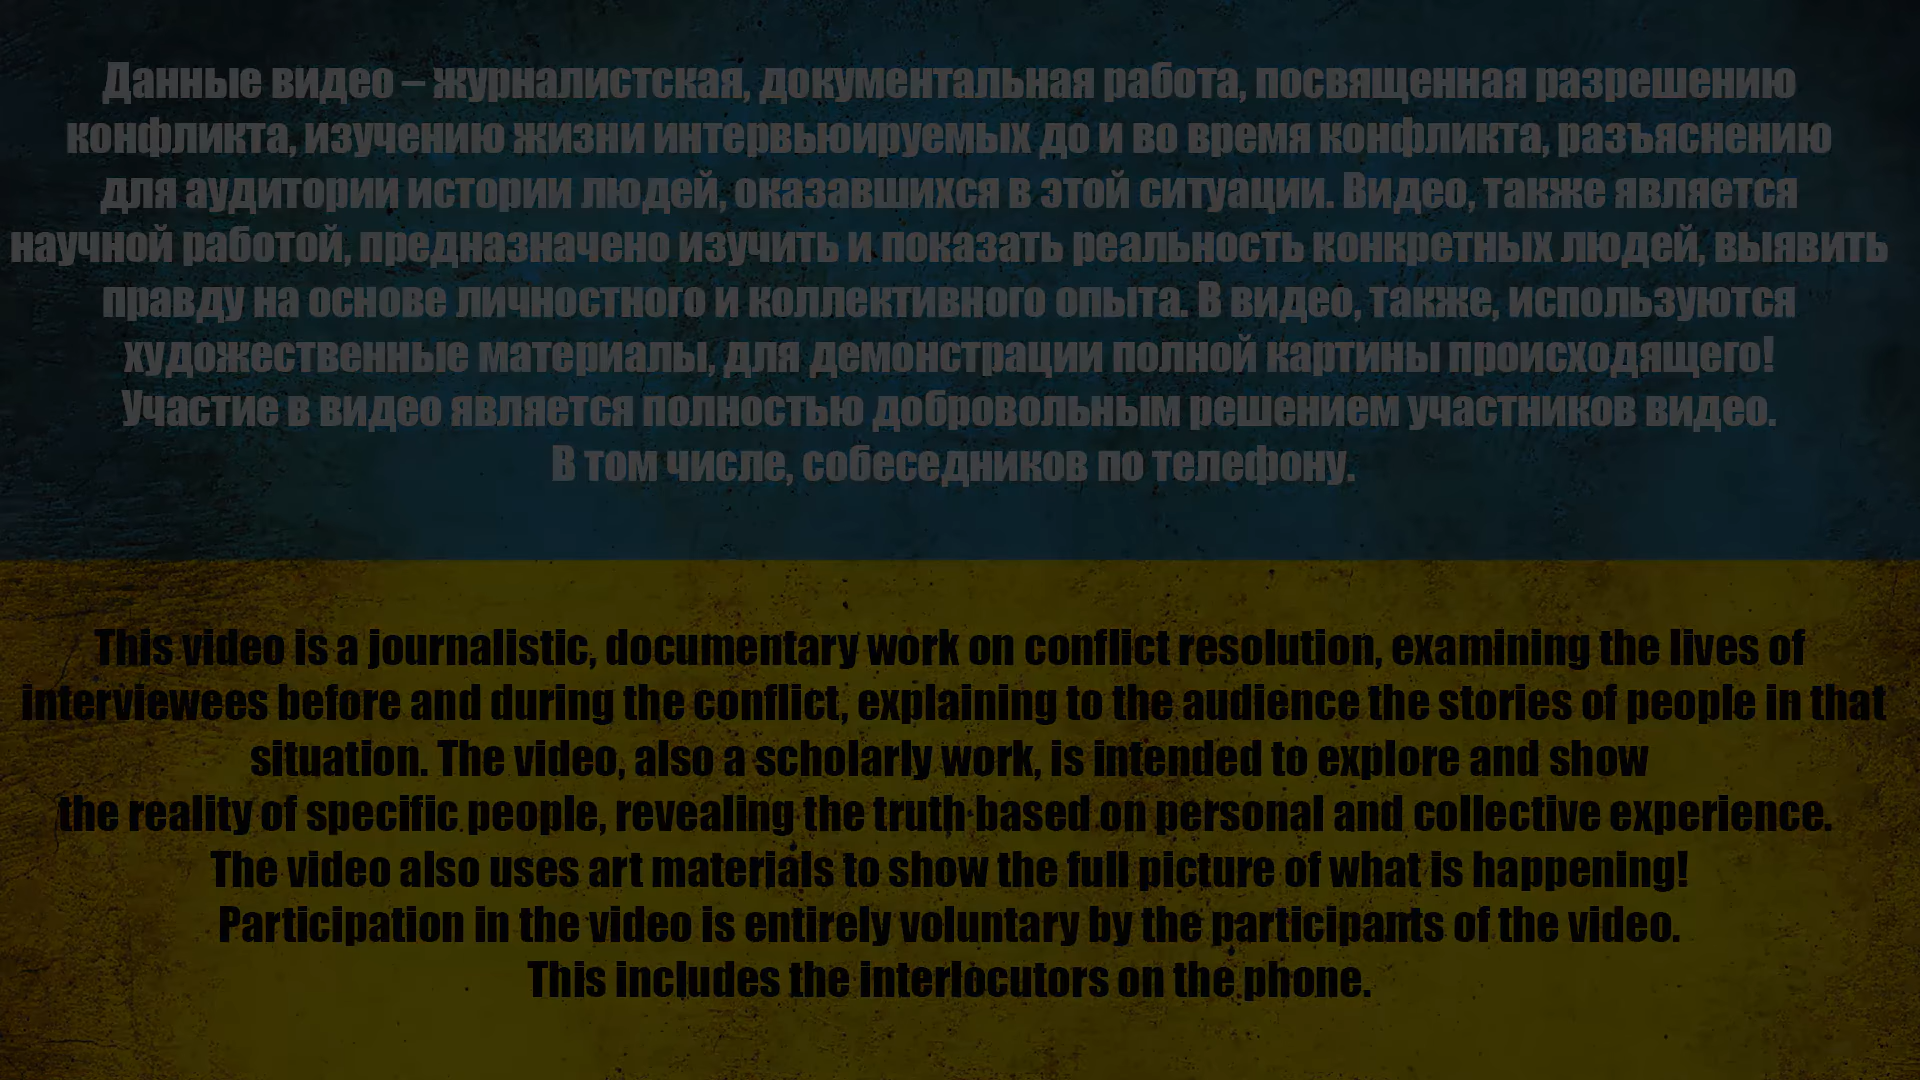 Данные видео – журналистская, документальная работа, посвященная разрешению
конфликта, изучению жизни интервьюируемых до и во время конфликта, разъяснению
для аудитории истории людей, оказавшихся в этой ситуации. Видео, также является
научной работой, предназначено изучить и показать реальность конкретных людей, выявить
правду на основе личностного и коллективного опыта. В видео, также, используются
художественные материалы, для демонстрации полной картины происходящего!
Участие в видео является полностью добровольным решением участников видео.
В том числе, собеседников по телефону.
This video is a journalistic, documentary work on conflict resolution, examining the lives of
interviewees before and during the conflict, explaining to the audience the stories of people in that
situation. The video, also a scholarly work, is intended to explore and show
the reality of specific people, revealing the truth based on personal and collective experience.
The video also uses art materials to show the full picture of what is happening!
Participation in the video is entirely voluntary by the participants of the video.
This includes the interlocutors on the phone.